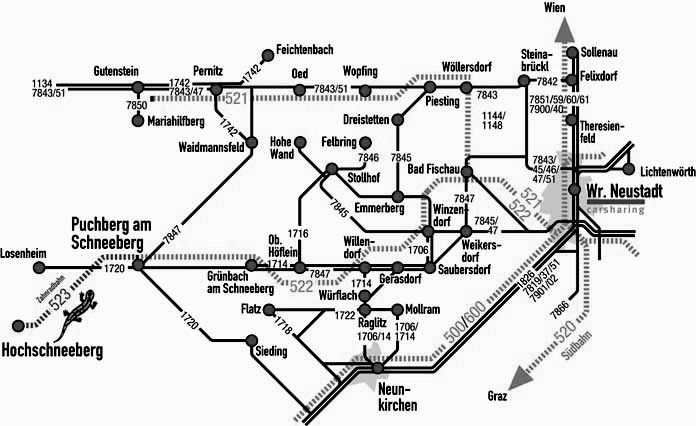 Wien
Feichtenbach
Sollenau
Steina-
brückl
Gutenstein
Pernitz
1742
Oed
Wopfing
Wöllersdorf
Felixdorf
1134
7843/51
1742
7843/47
7843/51
7843
7842
7850
521
Piesting
7851/59/60/61
7900/40
Mariahilfberg
1742
Dreistetten
1144/
1148
Theresien-
feld
Waidmannsfeld
Hohe
Wand
Felbring
7846
7845
Stollhof
Bad Fischau
7843/
45/46/
47/51
Lichtenwörth
521
522
Wr. Neustadt
carsharing
7845
Emmerberg
7847
Winzen-
dorf
7845/
47
Puchberg am
Schneeberg
7847
1716
Ob.
Höflein
Willen-
dorf
1706
Weikers-
dorf
Losenheim
1720
Zahnradbahn
523
Grünbach
am Schneeberg
1714
7847
522
1714
Gerasdorf
Saubersdorf
1826
7819/37/51
7901/02
7866
Würflach
Flatz
1718
1722
Raglitz
Mollram
1706/
1714
1706/14
500/600
520
Südbahn
Hochschneeberg
1720
Sieding
Neun-
kirchen
Graz